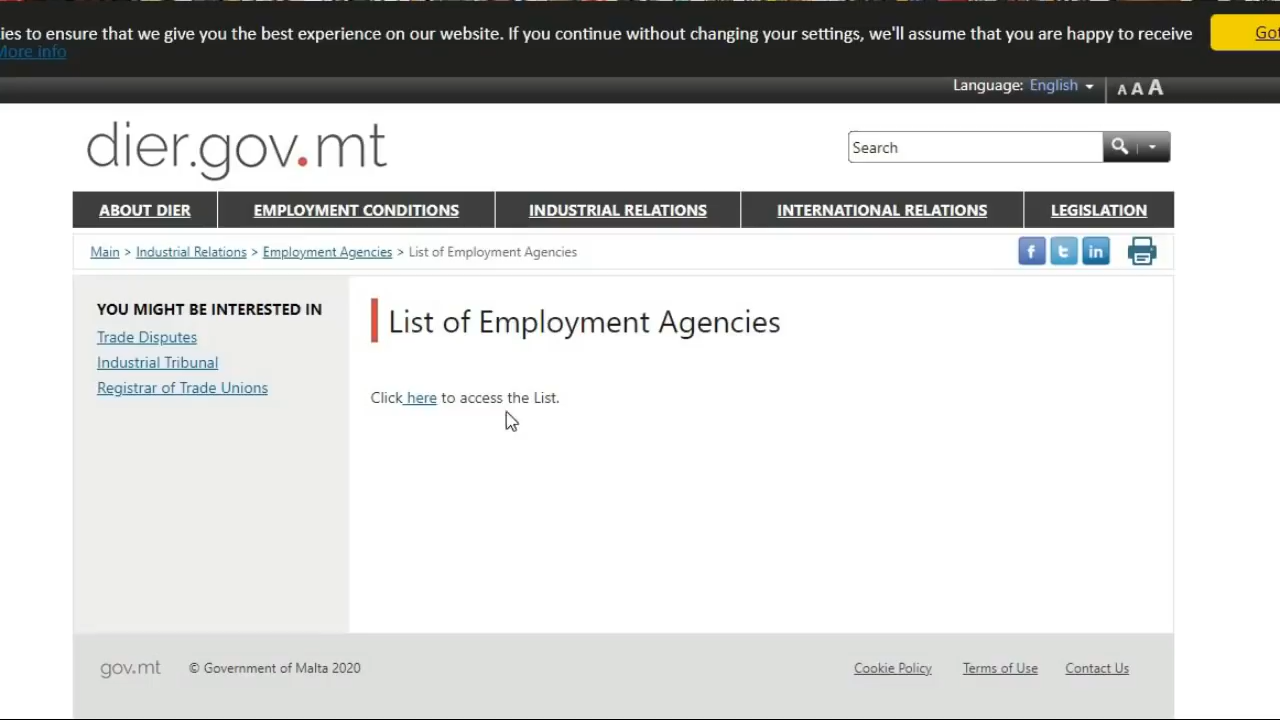 ies to ensure that we give you the best experience on our website. If you continue without changing your settings, we'll assume that you are happy to receive
More info
Got
Language: English
A A A
dier.gov.mt
Search
ABOUT DIER EMPLOYMENT CONDITIONS INDUSTRIAL RELATIONS INTERNATIONAL RELATIONS LEGISLATION
Main > Industrial Relations > Employment Agencies > List of Employment Agencies
f t in
YOU MIGHT BE INTERESTED IN
Trade Disputes
Industrial Tribunal
Registrar of Trade Unions
List of Employment Agencies
Click here to access the List.
gov.mt © Government of Malta 2020
Cookie Policy Terms of Use Contact Us